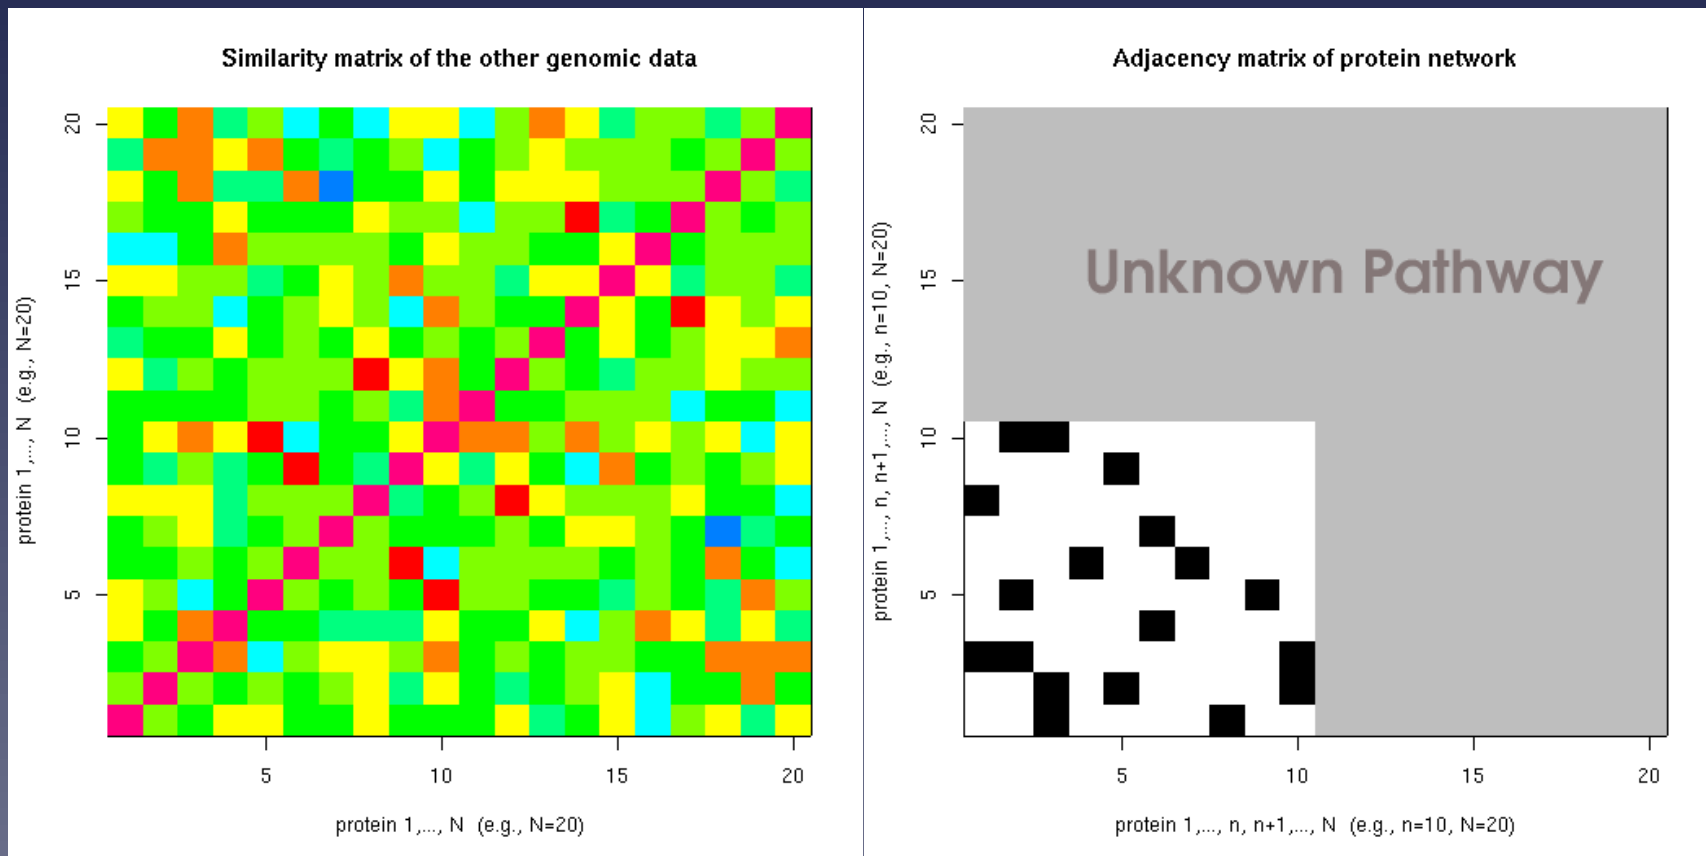 Similarity matrix of the other genomic data
20
15
10
5
protein 1,..., N (e.g., N=20)
5 10 15 20
protein 1,..., N (e.g., N=20)
Adjacency matrix of protein network
20
15
10
5
protein 1,..., n, n+1,..., N (e.g., n=10, N=20)
Unknown Pathway
5 10 15 20
protein 1,..., n, n+1,..., N (e.g., n=10, N=20)